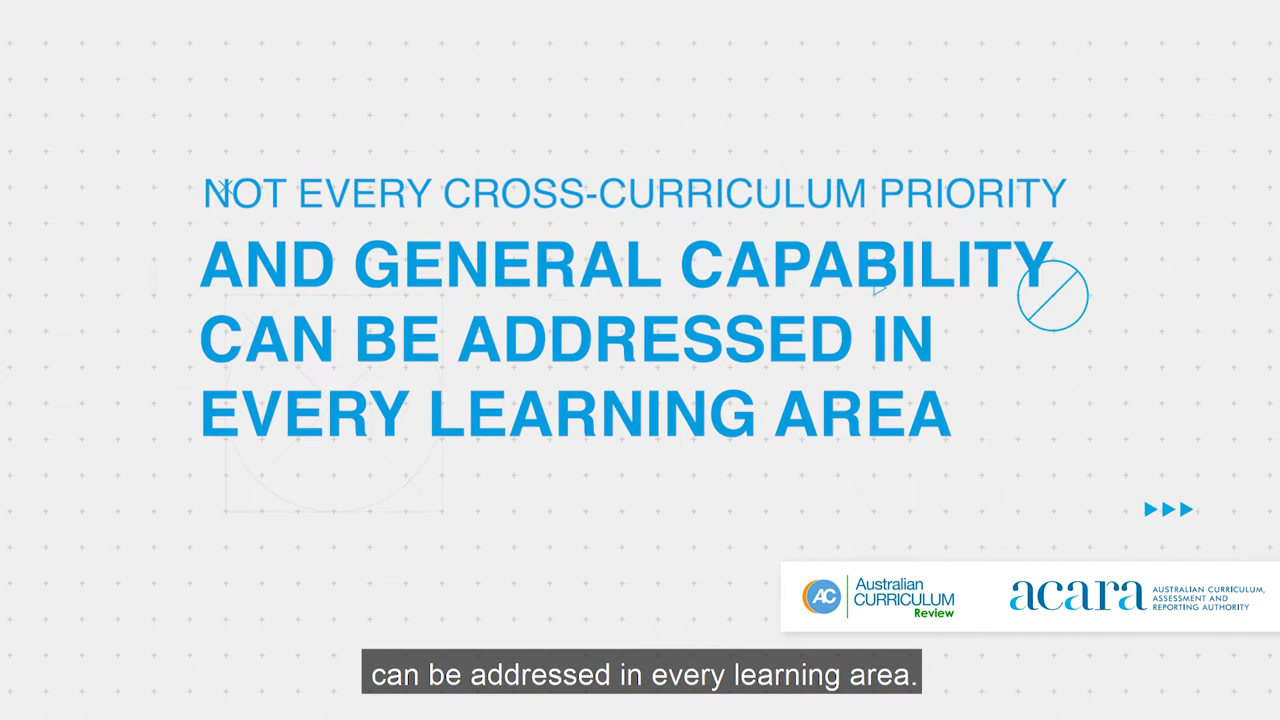 NOT EVERY CROSS-CURRICULUM PRIORITY
AND GENERAL CAPABILITY
CAN BE ADDRESSED IN
EVERY LEARNING AREA
AC
Australian
CURRICULUM
Review
acara
AUSTRALIAN CURRICULUM,
ASSESSMENT AND
REPORTING AUTHORITY
can be addressed in every learning area.